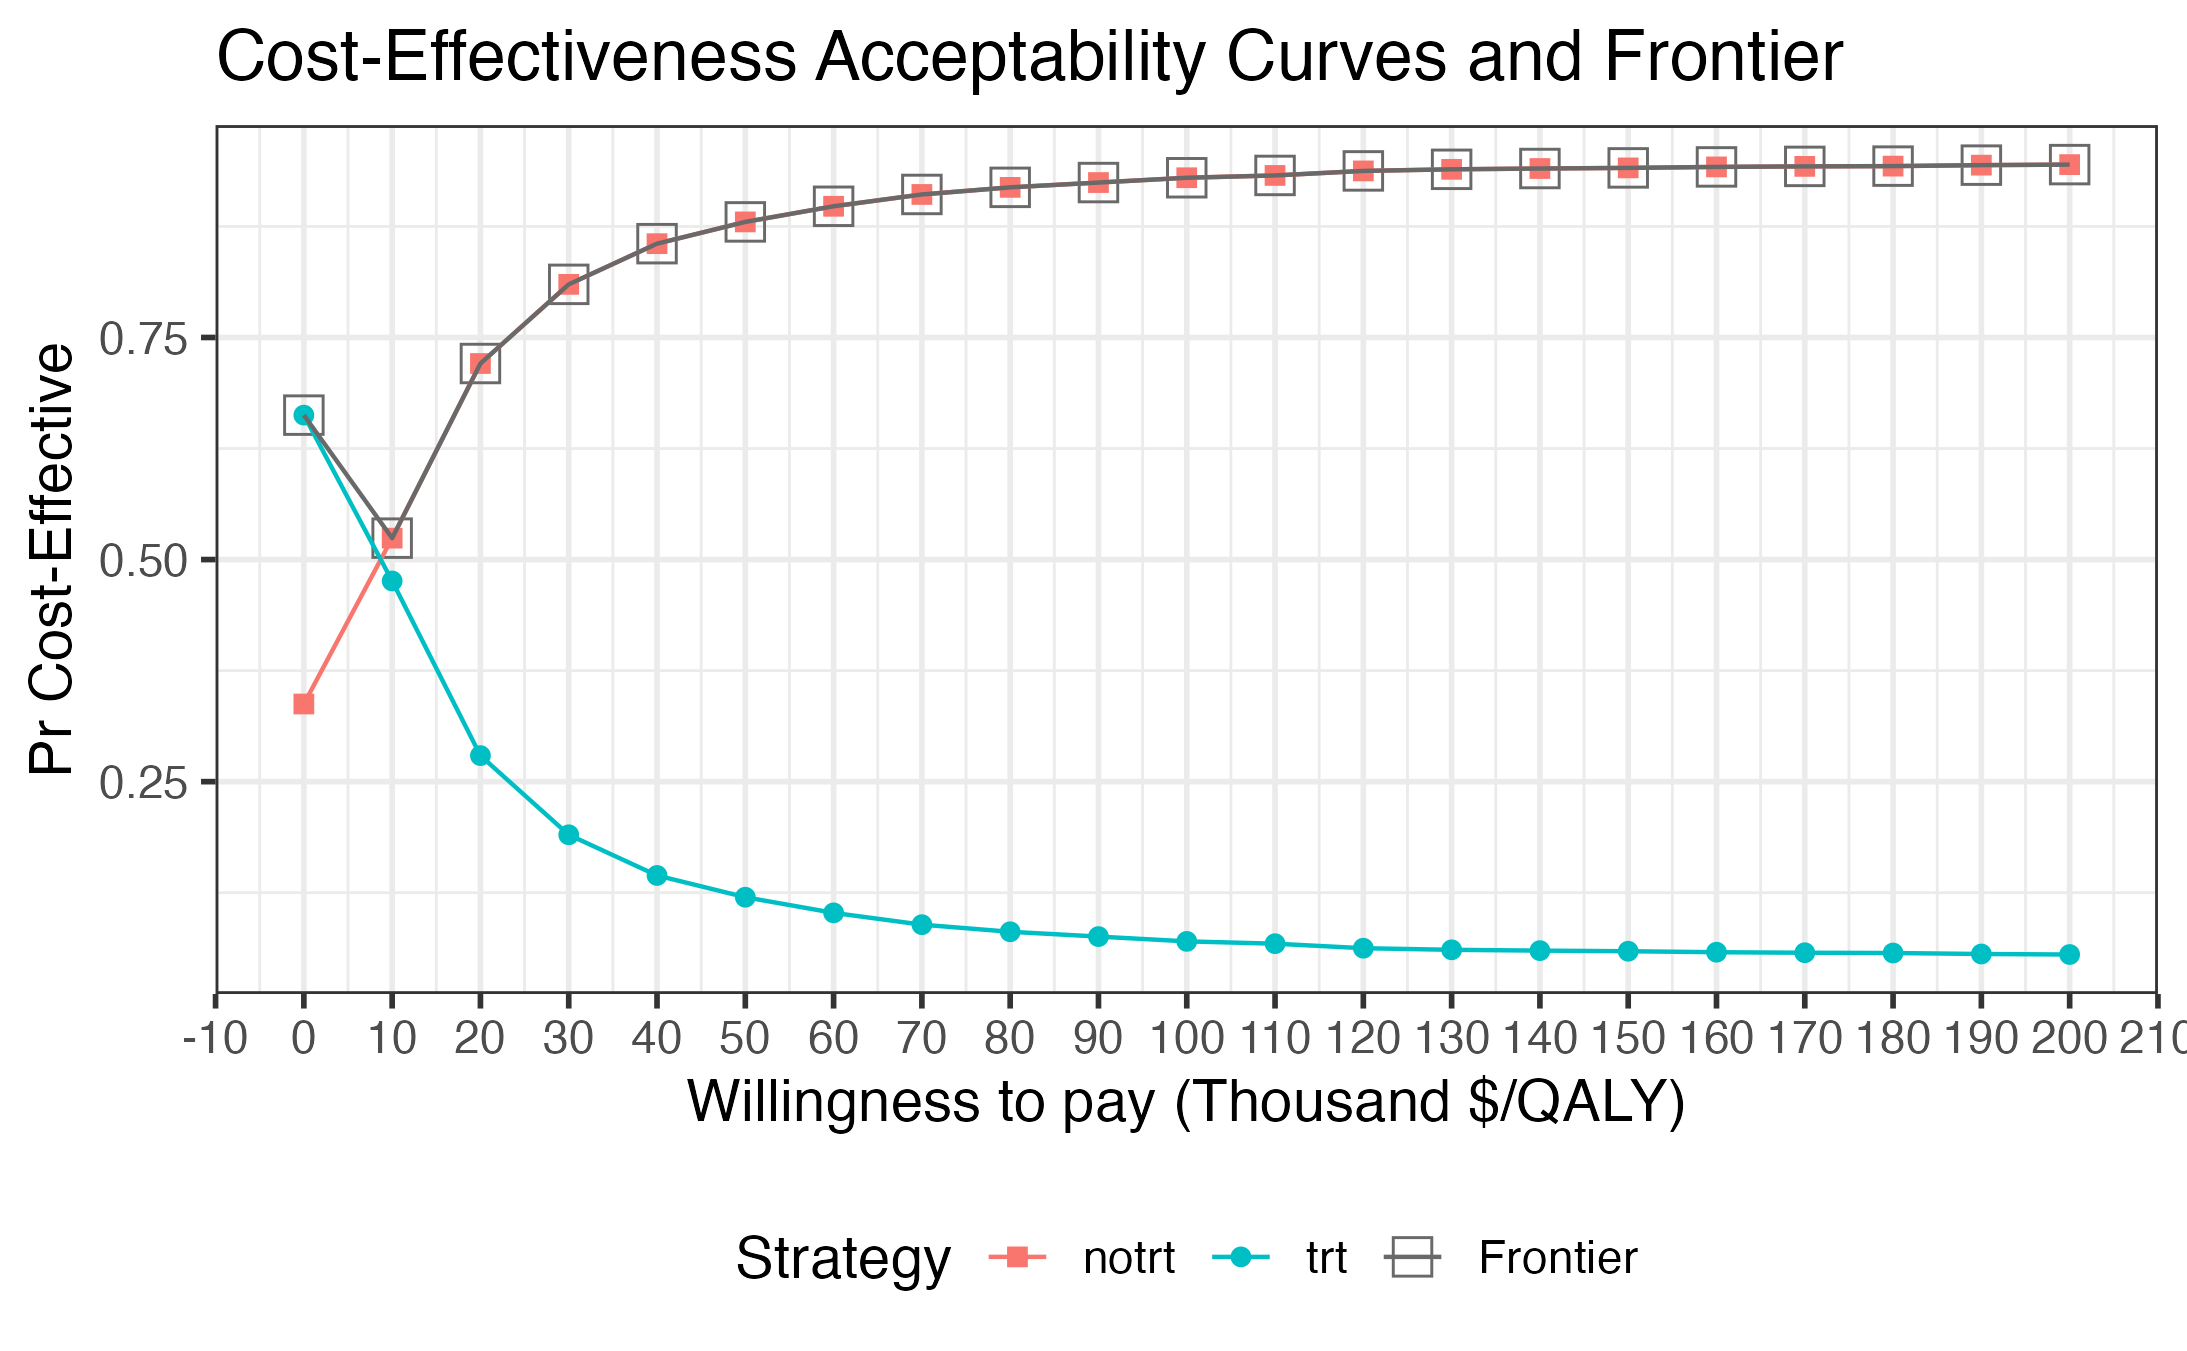 Cost-Effectiveness Acceptability Curves and Frontier
Pr Cost-Effective
0.75
0.50
0.25
-10 0 10 20 30 40 50 60 70 80 90 100 110 120 130 140 150 160 170 180 190 200 210
Willingness to pay (Thousand $/QALY)
Strategy notrt trt Frontier